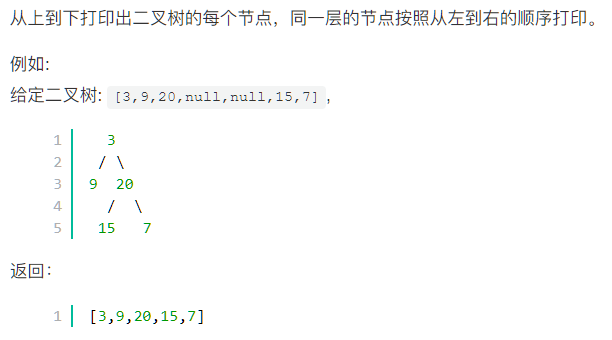 从上到下打印出二叉树的每个节点，同一层的节点按照从左到右的顺序打印。
例如:
给定二叉树: [3,9,20,null,null,15,7],
1     3
2    / \
3   9  20
4     /  \
5    15   7
返回：
1   [3,9,20,15,7]